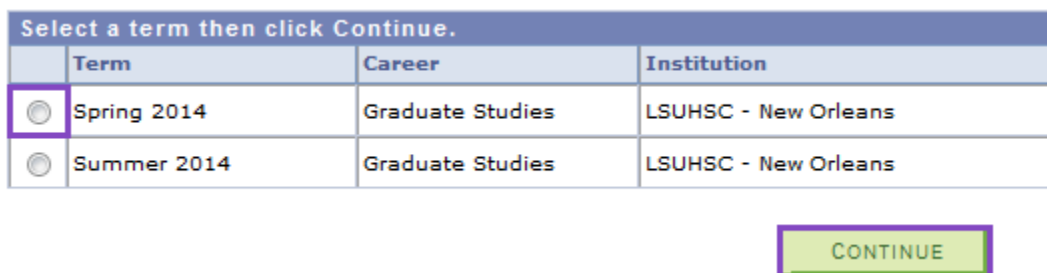 Select a term then click Continue.
Term Career Institution
Spring 2014 Graduate Studies LSUHSC - New Orleans
Summer 2014 Graduate Studies LSUHSC - New Orleans
CONTINUE